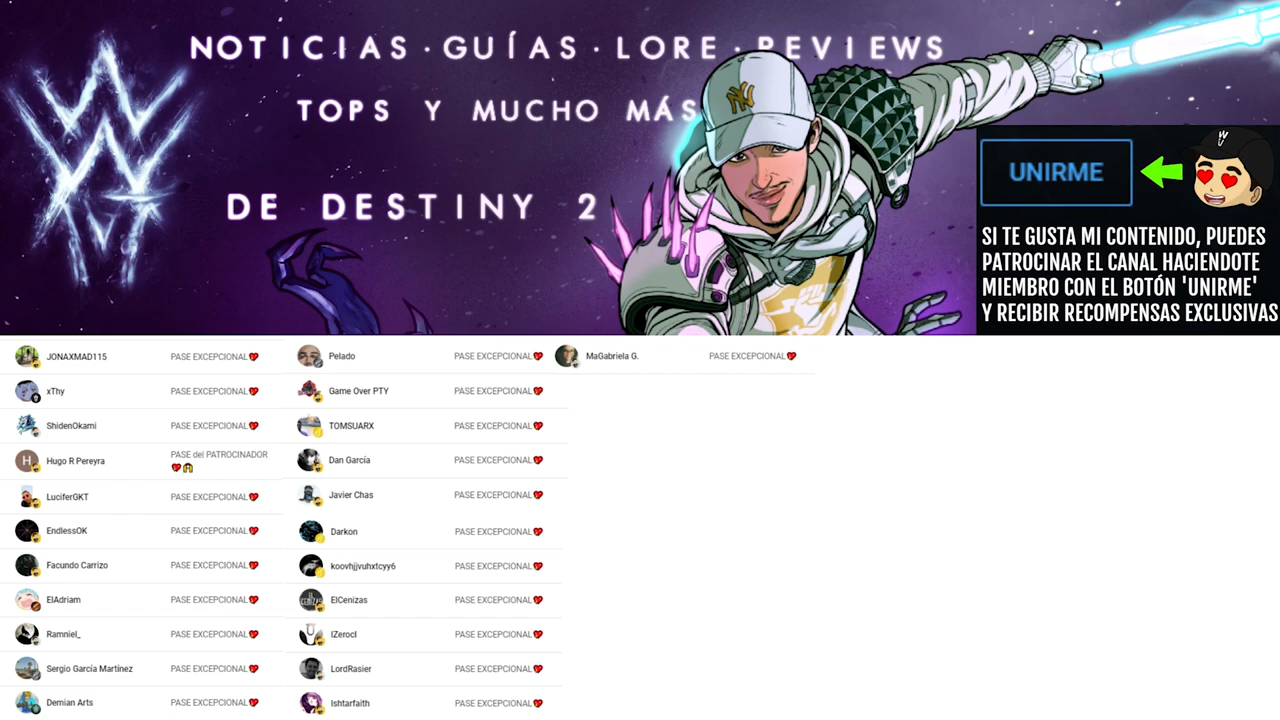 NOTICIAS · GUÍAS · LORE · REVIEWS
TOPS Y MUCHO MÁS
DE DESTINY 2
UNIRME
SI TE GUSTA MI CONTENIDO, PUEDES
PATROCINAR EL CANAL HACIENDOTE
MIEMBRO CON EL BOTÓN 'UNIRME'
Y RECIBIR RECOMPENSAS EXCLUSIVAS
JONAXMAD115 PASE EXCEPCIONAL
xThy PASE EXCEPCIONAL
ShidenOkami PASE EXCEPCIONAL
H Hugo R Pereyra PASE del PATROCINADOR
LuciferGKT PASE EXCEPCIONAL
EndlessOK PASE EXCEPCIONAL
Facundo Carrizo PASE EXCEPCIONAL
ElAdriam PASE EXCEPCIONAL
Ramniel_ PASE EXCEPCIONAL
Sergio García Martínez PASE EXCEPCIONAL
Demian Arts PASE EXCEPCIONAL
Pelado PASE EXCEPCIONAL
Game Over PTY PASE EXCEPCIONAL
TOMSUARX PASE EXCEPCIONAL
Dan García PASE EXCEPCIONAL
Javier Chas PASE EXCEPCIONAL
Darkon PASE EXCEPCIONAL
koovhjjvuhxtcyy6 PASE EXCEPCIONAL
ElCenizas PASE EXCEPCIONAL
IZerocI PASE EXCEPCIONAL
LordRasier PASE EXCEPCIONAL
Ishtarfaith PASE EXCEPCIONAL
MaGabriela G. PASE EXCEPCIONAL